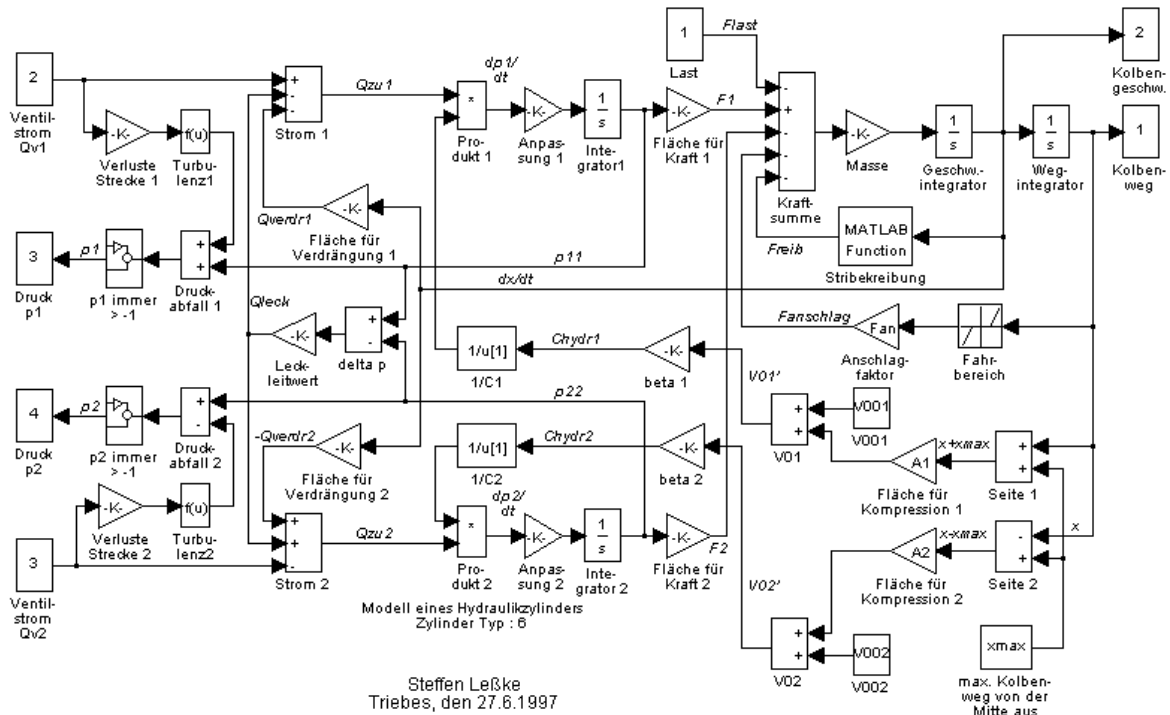 2
Ventil-
strom
Qv1
-K-
Verluste
Strecke 1
f(u)
Turbu-
lenz1
+
-
-
Strom 1
Qzu1
*
Pro-
dukt 1
dp1/
dt
-K-
Anpas-
sung 1
1
s
Inte-
grator1
-K-
Fläche für
Kraft 1
F1
1
Last
Flast
-
+
-
-
-
Kraft-
summe
-K-
Masse
1
s
Geschw.-
integrator
1
s
Weg-
integrator
2
Kolben-
geschw.
1
Kolben-
weg
MATLAB
Function
Stribekreibung
Freib
Qverdr1
-K-
Fläche für
Verdrängung 1
p11
dx/dt
3
Druck
p1
p1
p1 immer
> -1
+
+
Druck-
abfall 1
Qleck
-K-
Leck-
leitwert
+
-
delta p
1/u[1]
1/C1
Chydr1
-K-
beta 1
Fanschlag
Fan
Anschlag-
faktor
Fahr-
bereich
V01'
V001
V001
+
+
V01
A1
Fläche für
Kompression 1
x+xmax
+
+
Seite 1
4
Druck
p2
p2
p2 immer
> -1
+
-
Druck-
abfall 2
p22
-Qverdr2
-K-
Fläche für
Verdrängung 2
1/u[1]
1/C2
Chydr2
-K-
beta 2
-K-
Verluste
Strecke 2
f(u)
Turbu-
lenz2
3
Ventil-
strom
Qv2
+
+
-
Strom 2
Qzu2
*
Pro-
dukt 2
dp2/
dt
-K-
Anpas-
sung 2
1
s
Inte-
grator 2
-K-
Fläche für
Kraft 2
F2
V02'
A2
Fläche für
Kompression 2
x-xmax
-
+
Seite 2
x
+
+
V02
V002
V002
xmax
max. Kolben-
weg von der
Mitte aus
Modell eines Hydraulikzylinders
Zylinder Typ : 6
Steffen Leßke
Triebes, den 27.6.1997